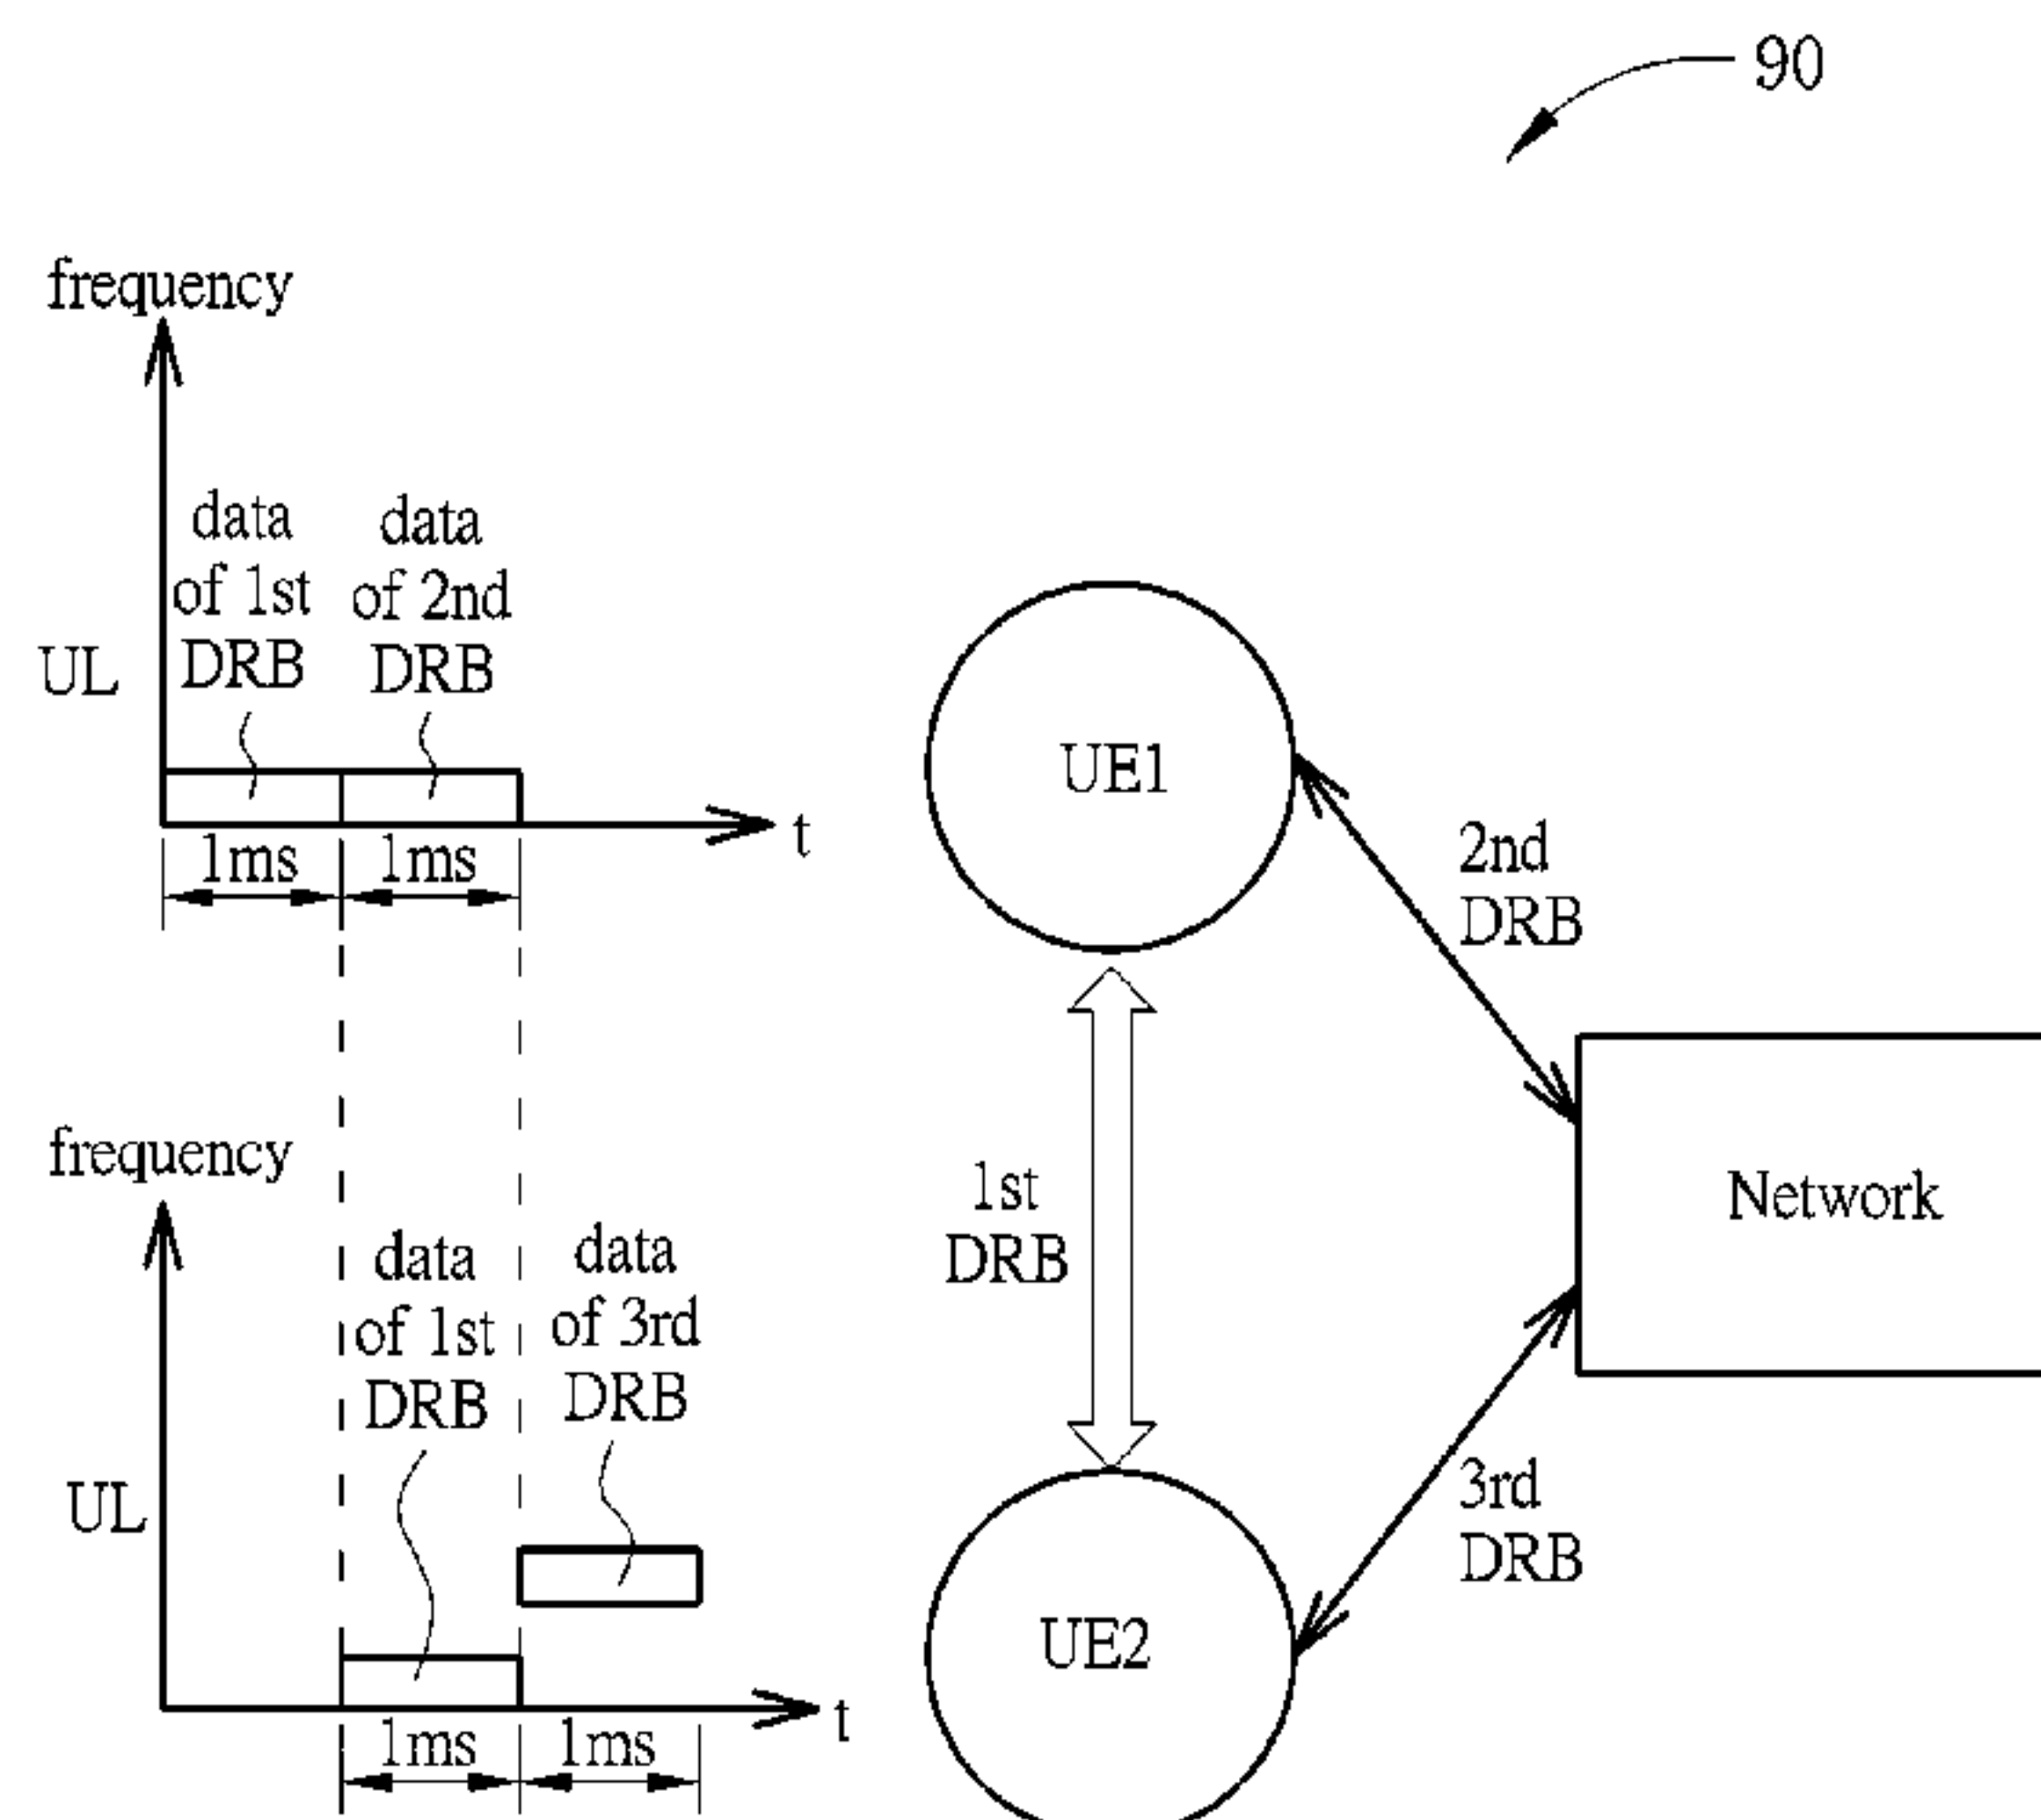 90
frequency
data
of 1st
DRB
data
of 2nd
DRB
UL
t
1ms
1ms
UE1
2nd
DRB
Network
1st
DRB
frequency
data
of 1st
DRB
data
of 3rd
DRB
UL
t
1ms
1ms
3rd
DRB
UE2